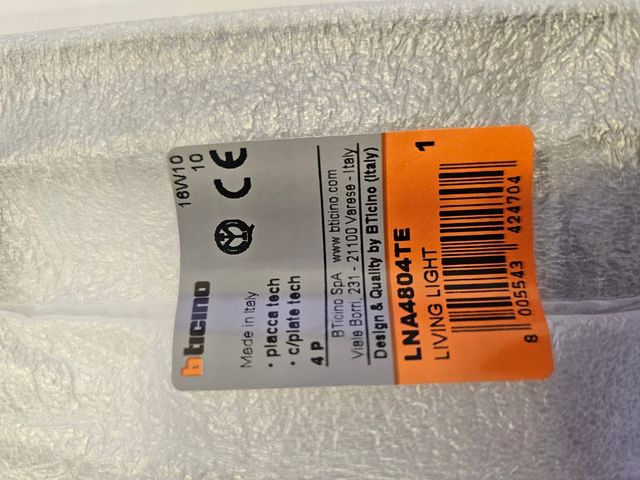 bticino
16W10
10
CE
Made in Italy
• placca tech
• c/plate tech
4 P
BTicino SpA www.bticino.com
Viale Borri, 231 - 21100 Varese - Italy
Design & Quality by BTicino (Italy)
LNA4804TE 1
LIVING LIGHT
8 005543 424704